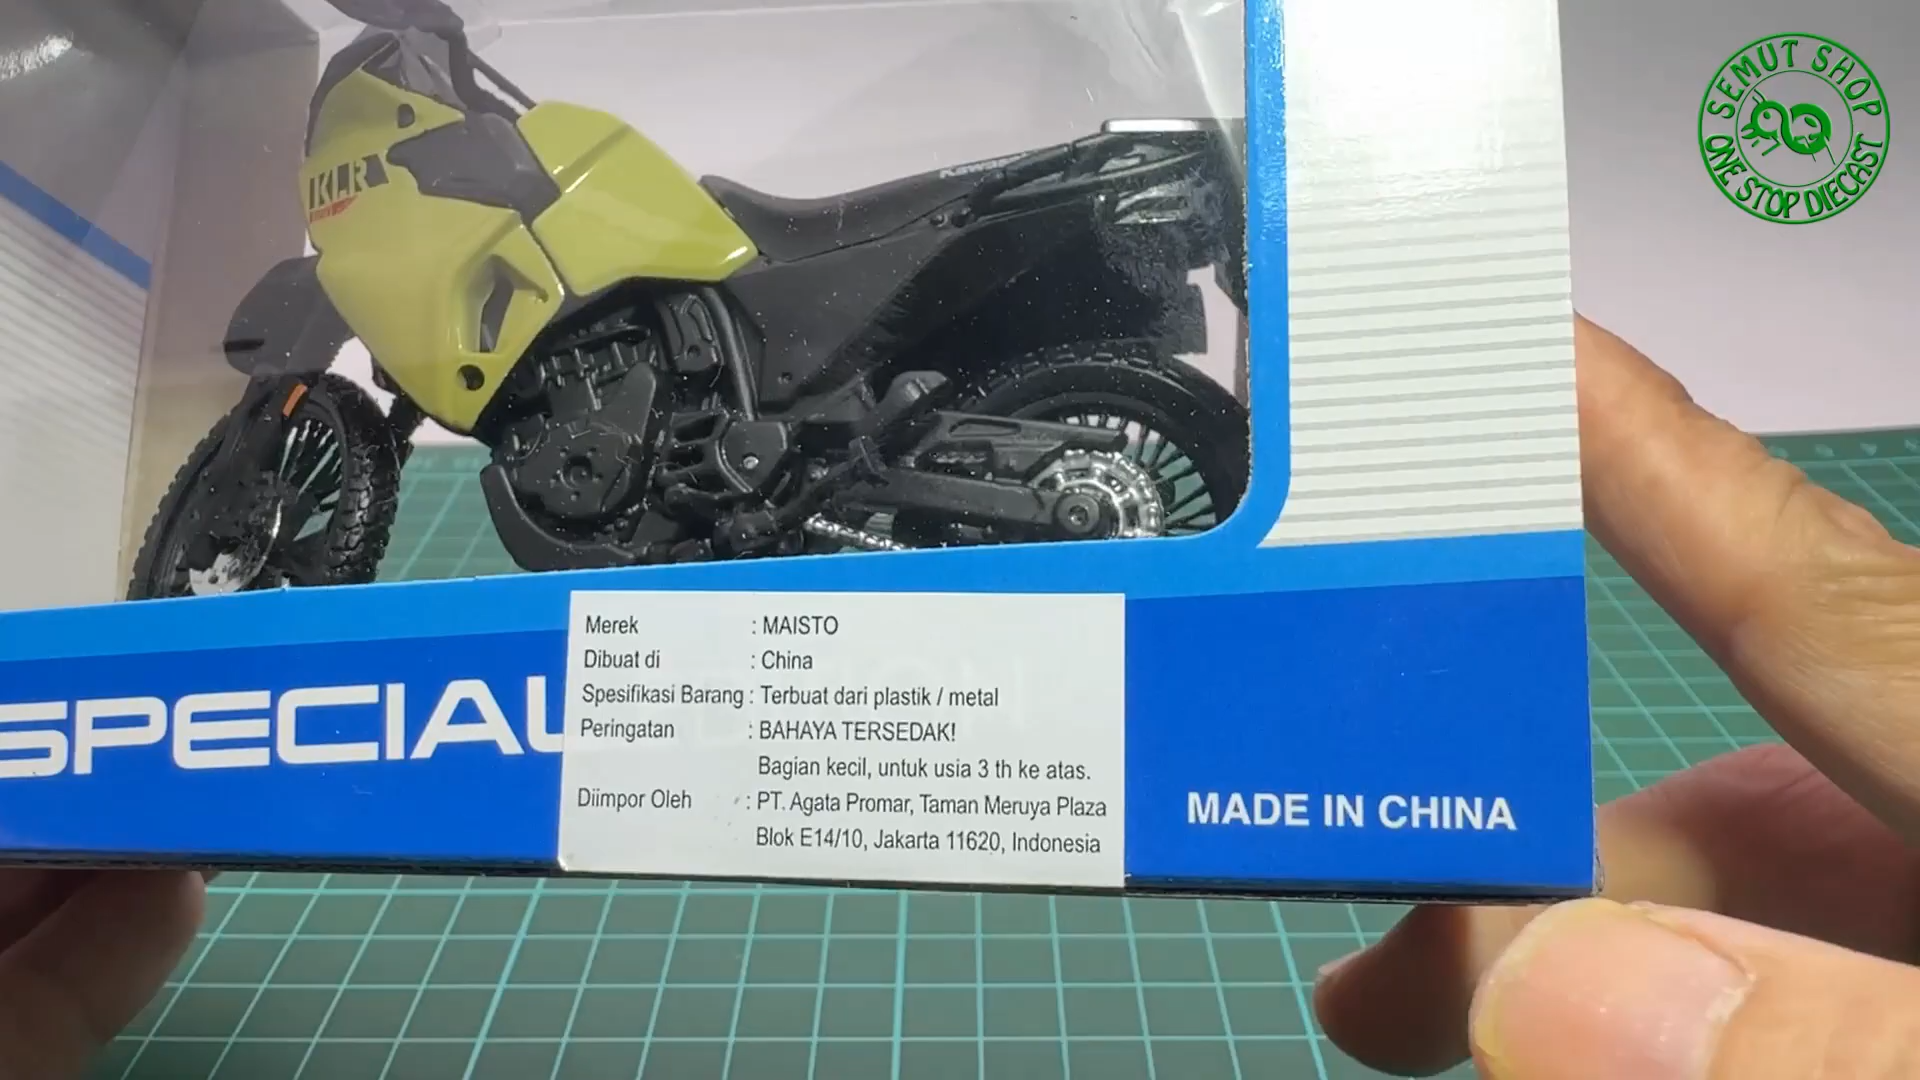 SEMUT SHOP
ONE STOP DIECAST
KLR
Kawasaki
SPECIAL
Merek : MAISTO
Dibuat di : China
Spesifikasi Barang : Terbuat dari plastik / metal
Peringatan : BAHAYA TERSEDAK!
Bagian kecil, untuk usia 3 th ke atas.
Diimpor Oleh : PT. Agata Promar, Taman Meruya Plaza
Blok E14/10, Jakarta 11620, Indonesia
MADE IN CHINA